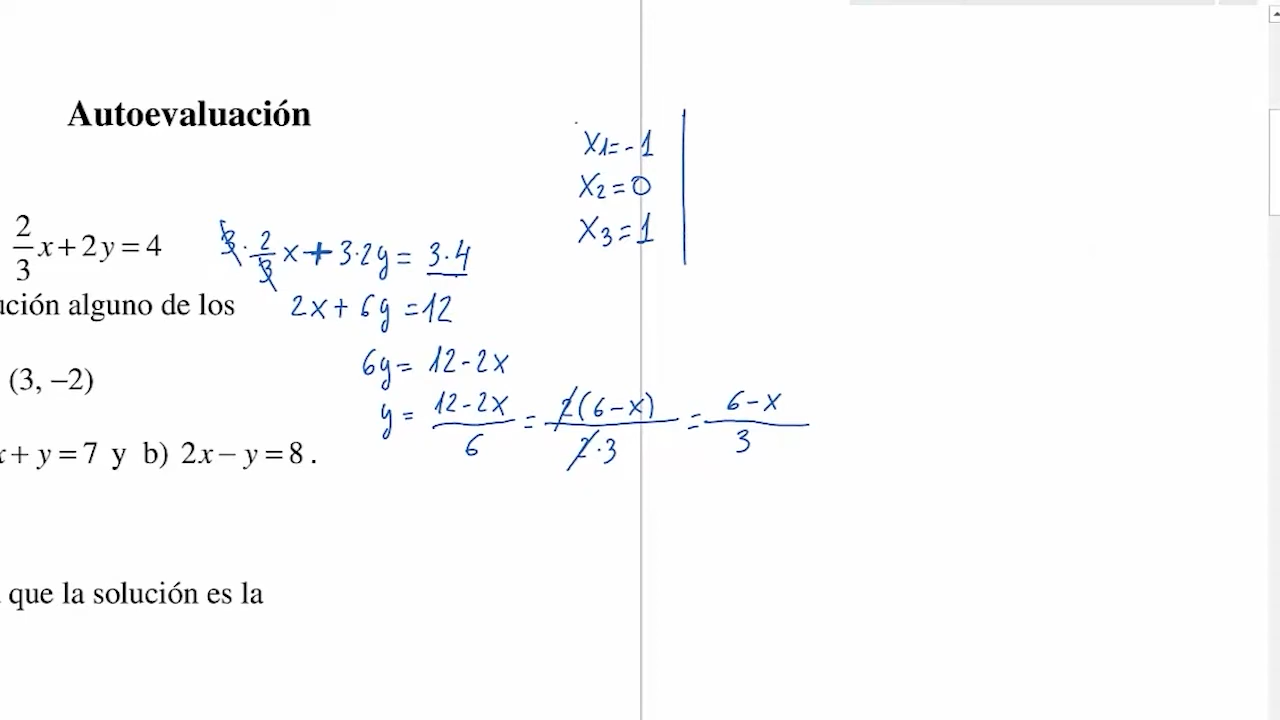 Autoevaluación
x1=-1
x2=0
x3=1
2/3 x+2y=4
3·2/3 x+3·2y=3·4
ución alguno de los
2x+6y=12
6y=12-2x
(3, –2)
y=12-2x/6=2(6-x)/2·3=6-x/3
x+y=7 y b) 2x–y=8.
que la solución es la